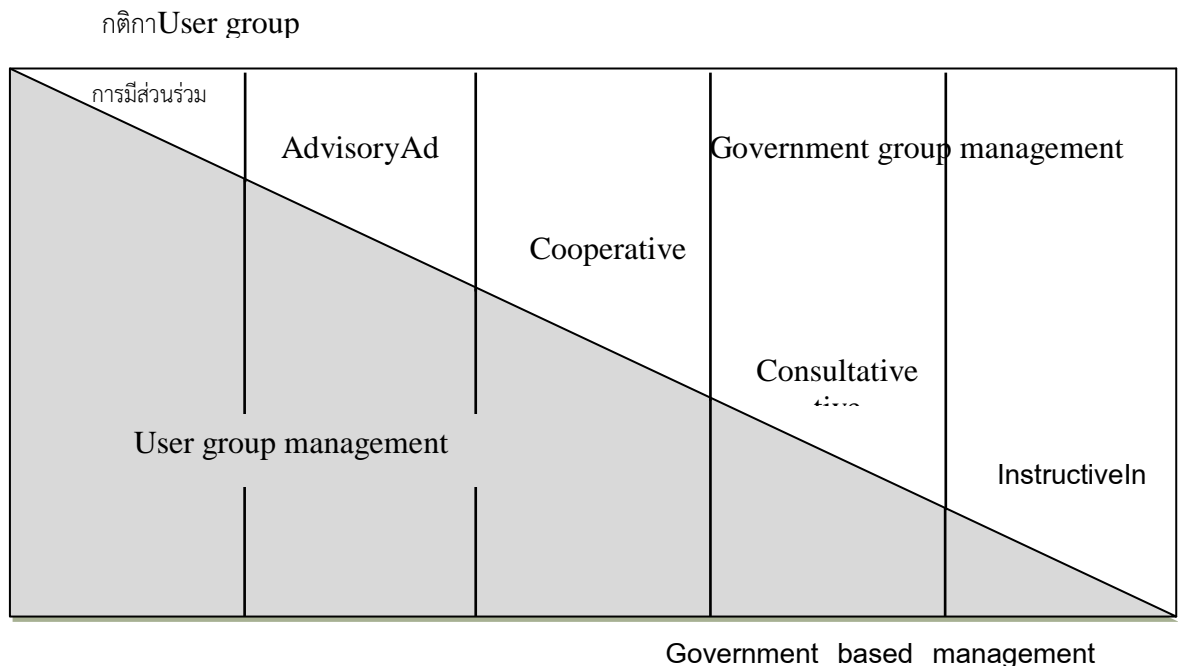 กติกาUser group
การมีส่วนร่วม
AdvisoryAd
Government group management
Cooperative
Consultative
User group management
InstructiveIn
Government based management